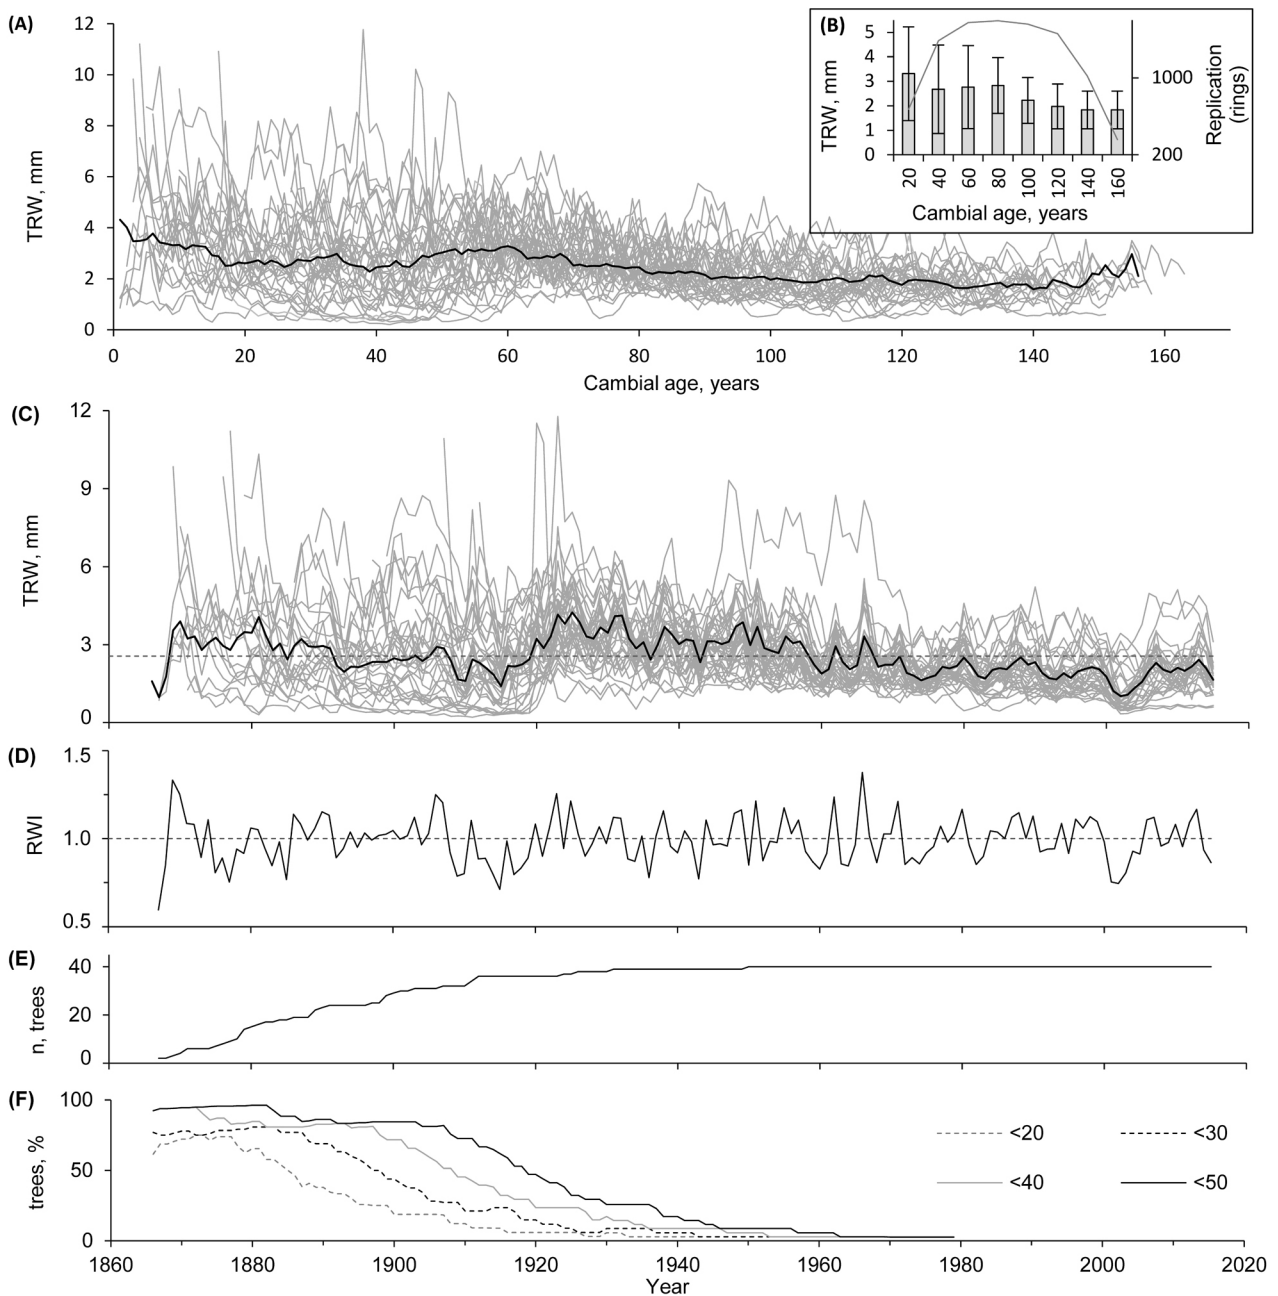 (A)
12
10
8
6
4
2
0
TRW, mm
0 20 40 60 80 100 120 140 160
Cambial age, years
(B)
5
4
3
2
1
0
TRW, mm
1000
200
Replication
(rings)
20 40 60 80 100 120 140 160
Cambial age, years
(C)
12
9
6
3
0
TRW, mm
(D)
1.5
1.0
0.5
RWI
(E)
40
20
0
n, trees
(F)
100
50
0
trees, %
<20 <30
<40 <50
1860 1880 1900 1920 1940 1960 1980 2000 2020
Year